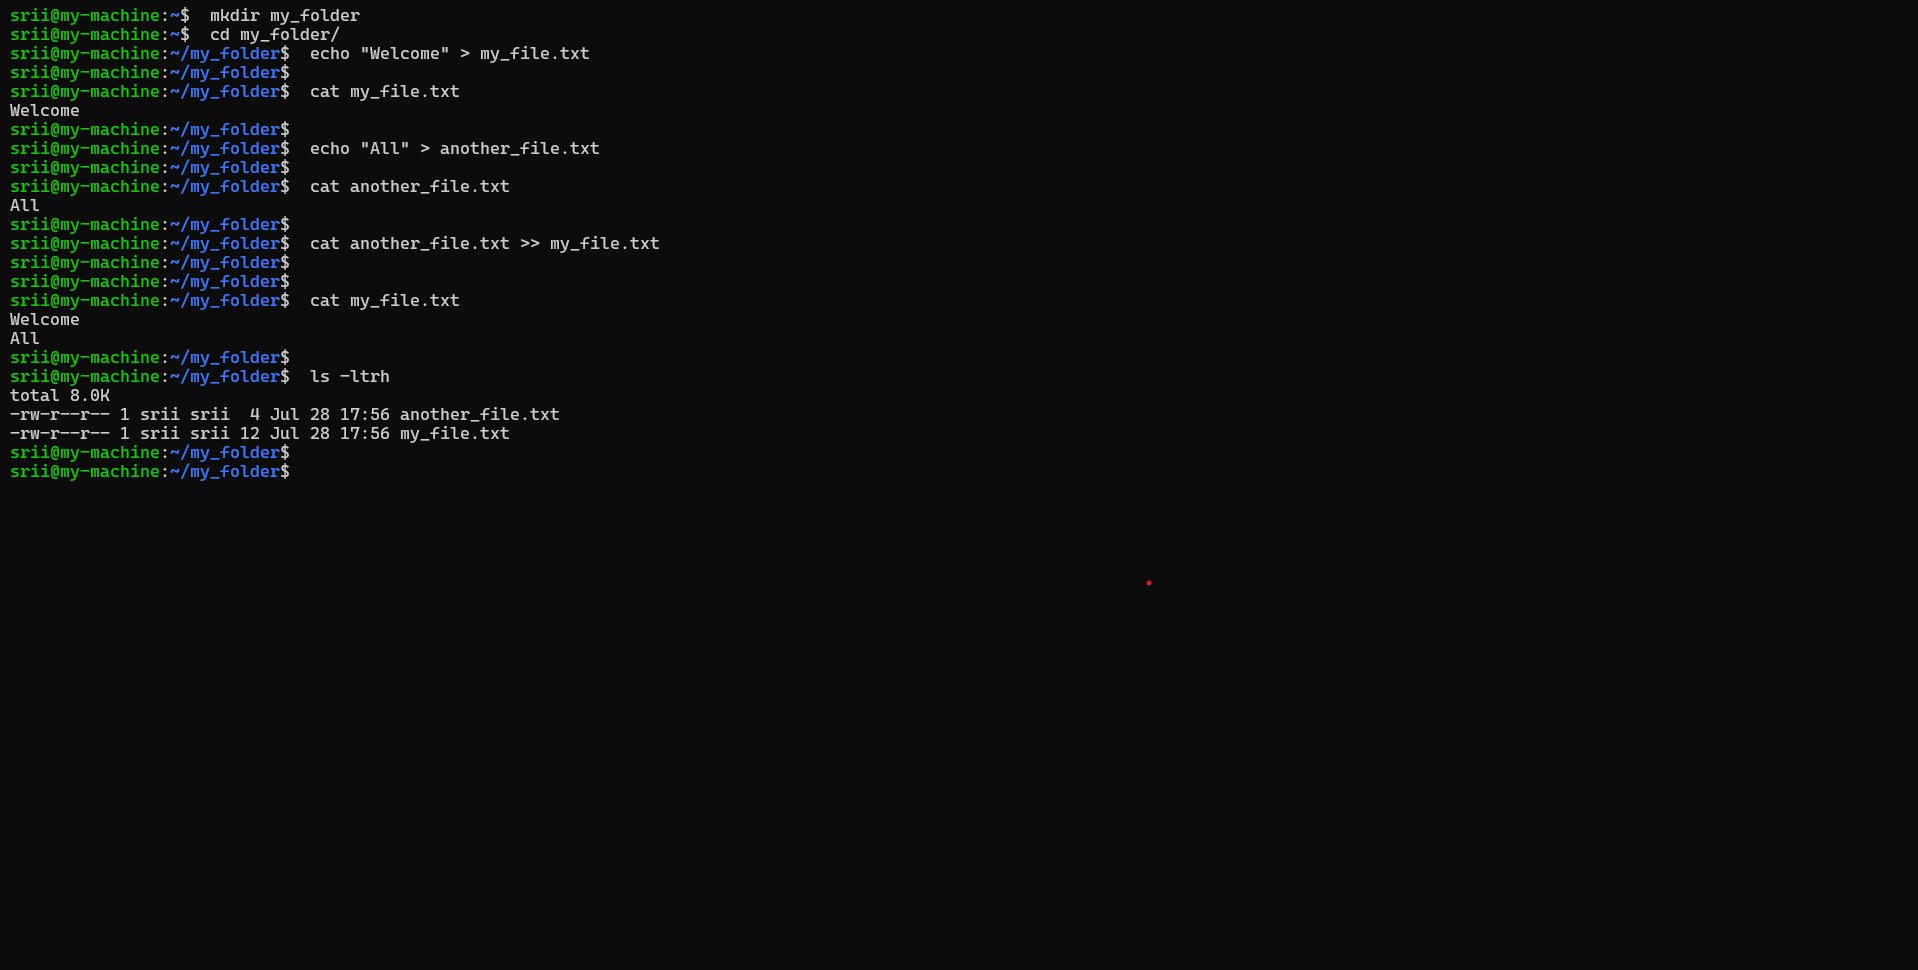 srii@my-machine:~$  mkdir my_folder
srii@my-machine:~$  cd my_folder/
srii@my-machine:~/my_folder$  echo "Welcome" > my_file.txt
srii@my-machine:~/my_folder$
srii@my-machine:~/my_folder$  cat my_file.txt
Welcome
srii@my-machine:~/my_folder$
srii@my-machine:~/my_folder$  echo "All" > another_file.txt
srii@my-machine:~/my_folder$
srii@my-machine:~/my_folder$  cat another_file.txt
All
srii@my-machine:~/my_folder$
srii@my-machine:~/my_folder$  cat another_file.txt >> my_file.txt
srii@my-machine:~/my_folder$
srii@my-machine:~/my_folder$
srii@my-machine:~/my_folder$  cat my_file.txt
Welcome
All
srii@my-machine:~/my_folder$
srii@my-machine:~/my_folder$  ls -ltrh
total 8.0K
-rw-r--r-- 1 srii srii  4 Jul 28 17:56 another_file.txt
-rw-r--r-- 1 srii srii 12 Jul 28 17:56 my_file.txt
srii@my-machine:~/my_folder$
srii@my-machine:~/my_folder$